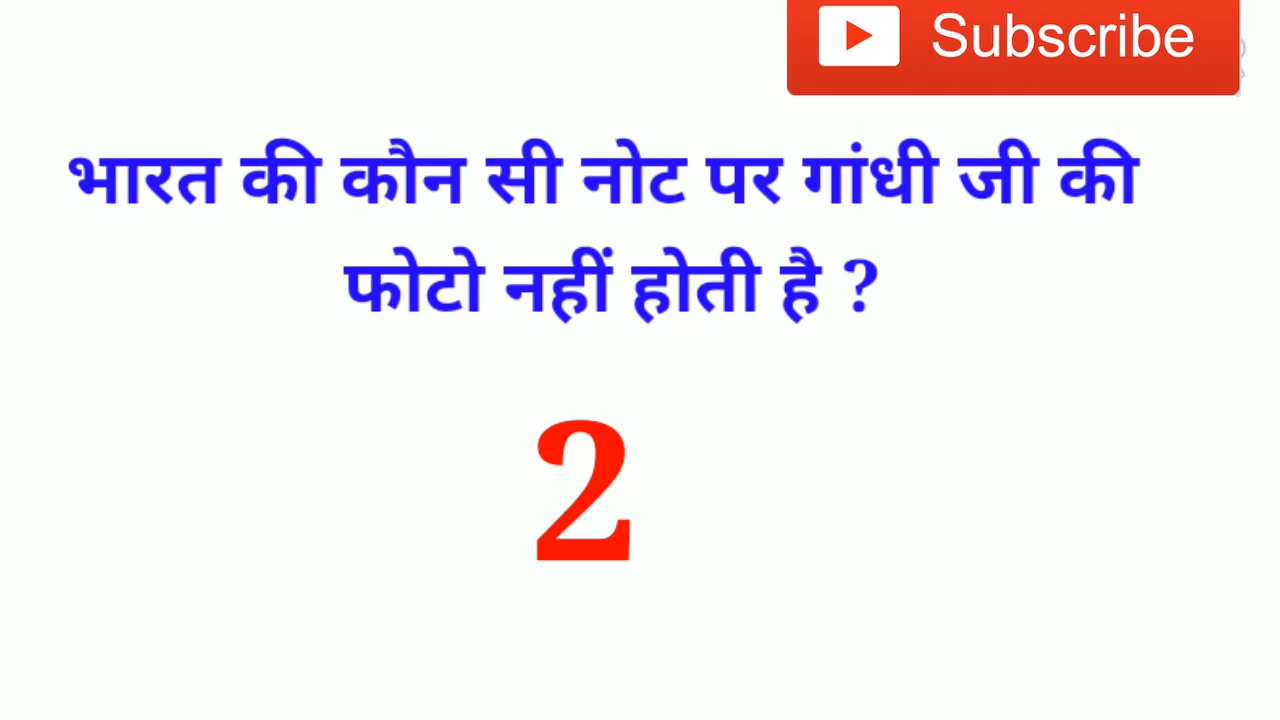 Subscribe
भारत की कौन सी नोट पर गांधी जी की
फोटो नहीं होती है ?
2